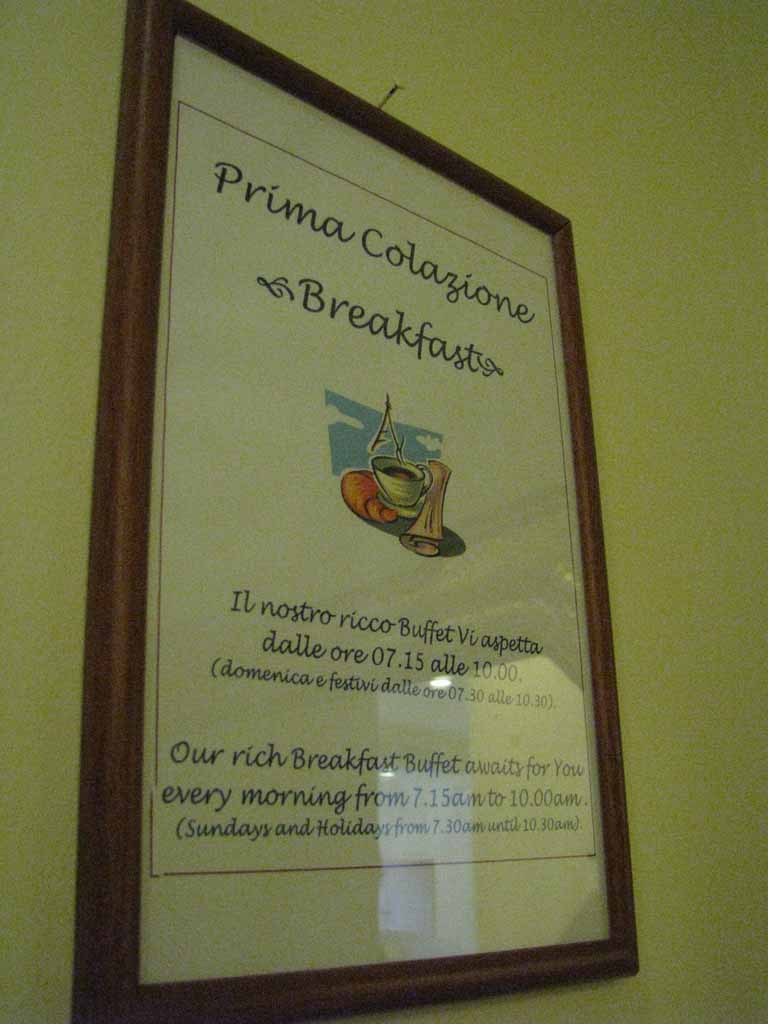 Prima Colazione
Breakfast
Il nostro ricco Buffet Vi aspetta
dalle ore 07.15 alle 10.00.
(domenica e festivi dalle ore 07.30 alle 10.30).
Our rich Breakfast Buffet awaits for You
every morning from 7.15am to 10.00am.
(Sundays and Holidays from 7.30am until 10.30am).